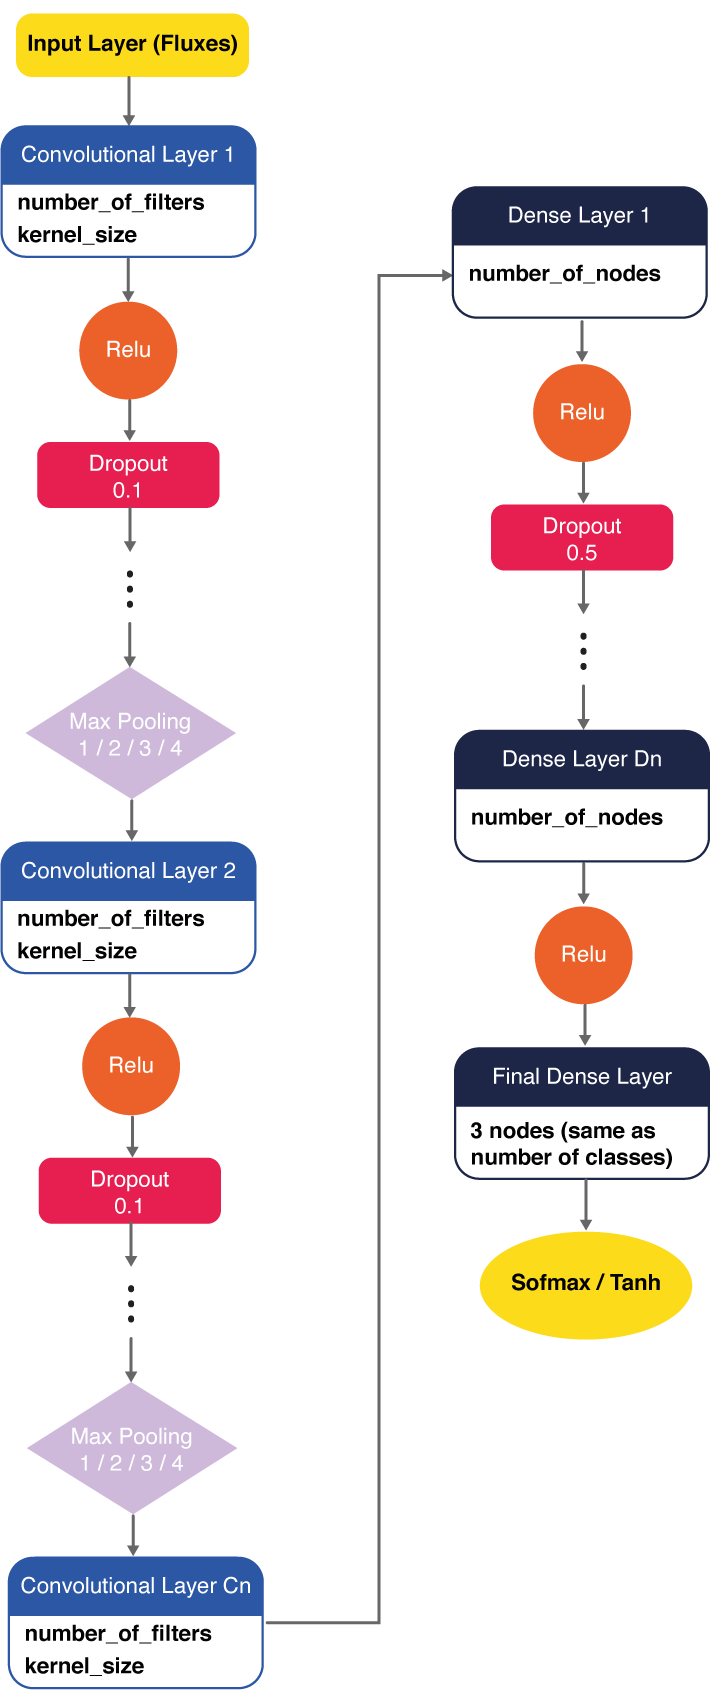 Input Layer (Fluxes)
Convolutional Layer 1
number_of_filters
kernel_size
Relu
Dropout
0.1
Max Pooling
1 / 2 / 3 / 4
Convolutional Layer 2
number_of_filters
kernel_size
Relu
Dropout
0.1
Max Pooling
1 / 2 / 3 / 4
Convolutional Layer Cn
number_of_filters
kernel_size
Dense Layer 1
number_of_nodes
Relu
Dropout
0.5
Dense Layer Dn
number_of_nodes
Relu
Final Dense Layer
3 nodes (same as
number of classes)
Sofmax / Tanh